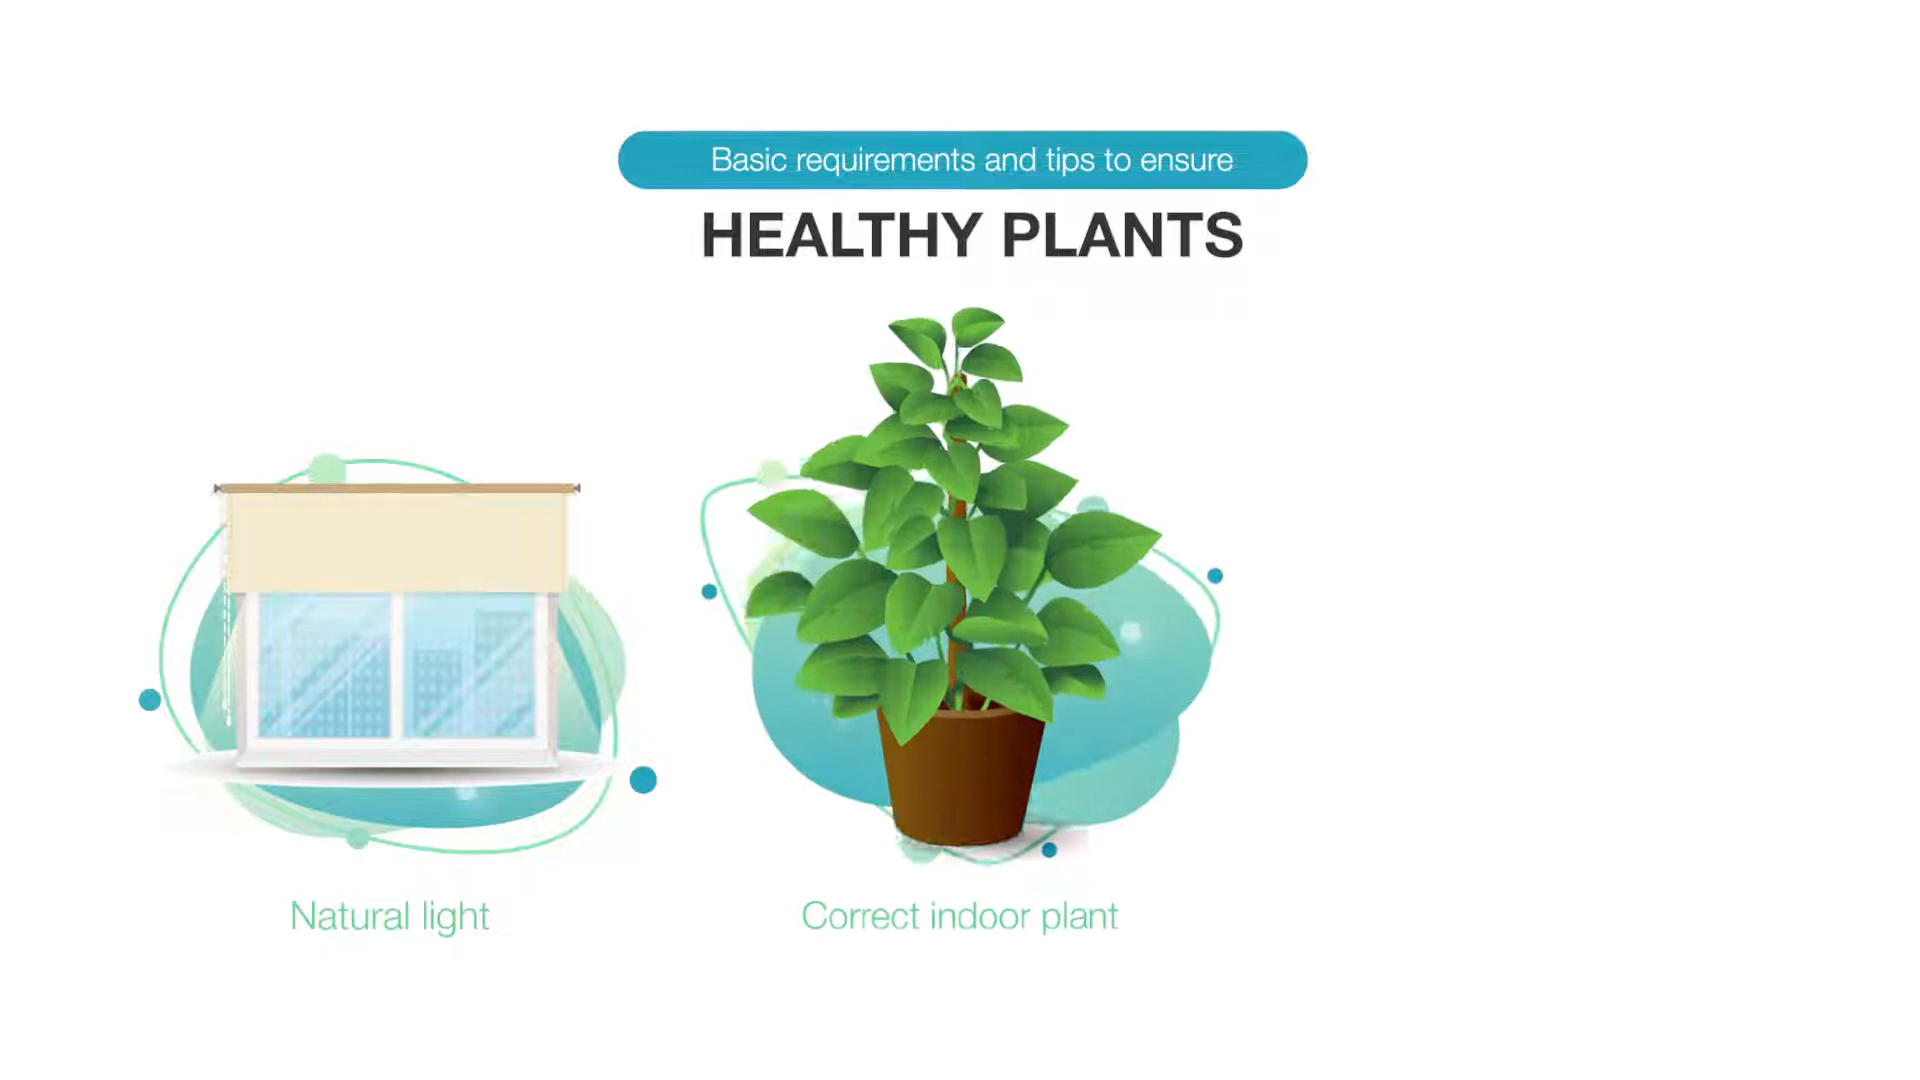 Basic requirements and tips to ensure
HEALTHY PLANTS
Natural light
Correct indoor plant